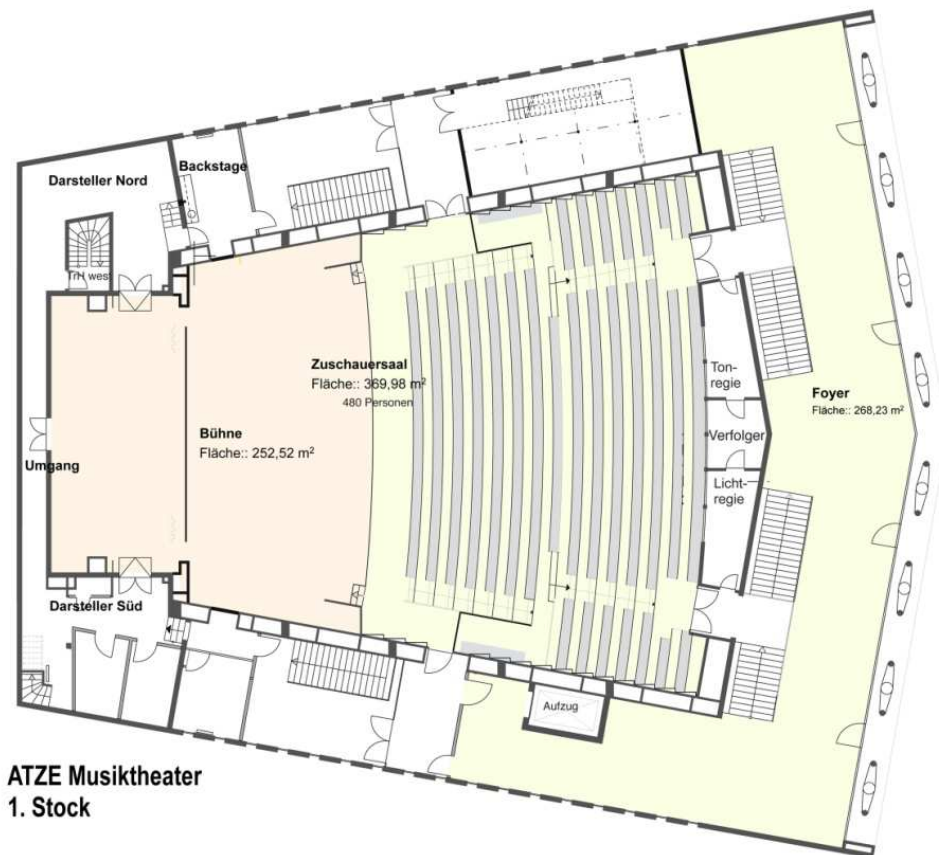 Backstage
Darsteller Nord
TrH west
Zuschauersaal
Fläche:: 369,98 m²
480 Personen
Ton-
regie
Foyer
Fläche:: 268,23 m²
Bühne
Fläche:: 252,52 m²
Verfolger
Umgang
Licht-
regie
Darsteller Süd
Aufzug
ATZE Musiktheater
1. Stock